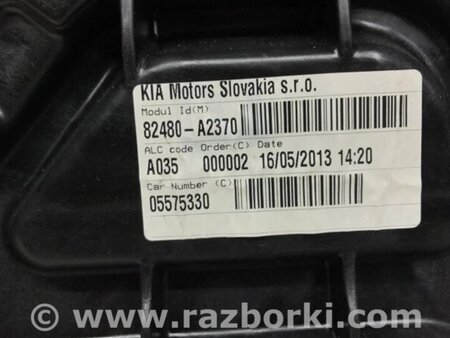 KIA Motors Slovakia s.r.o.
Modul Id(M)
82480-A2370
ALC code Order(C) Date
A035 000002 16/05/2013 14:20
Car Number (C)
05575330
© www.razborki.com